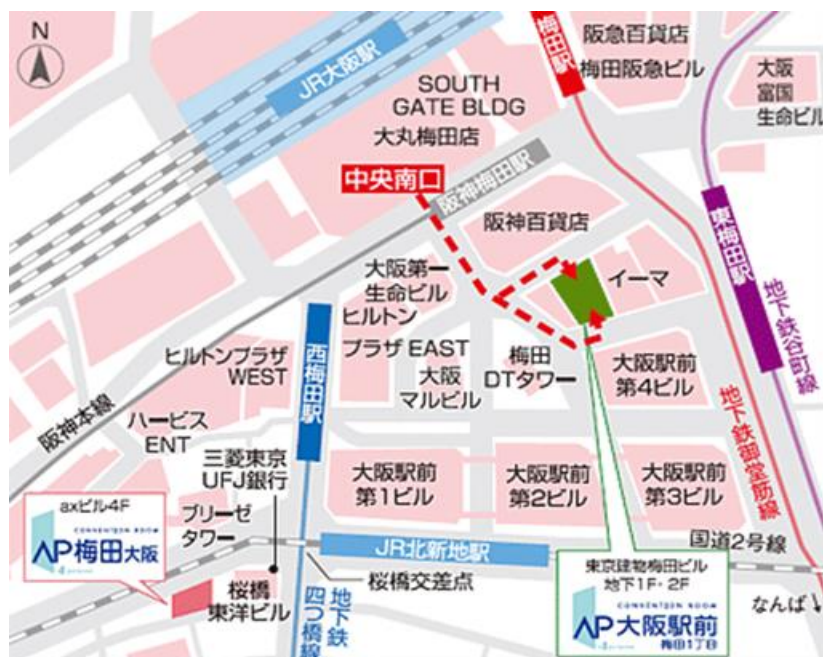 N
JR大阪駅
SOUTH
GATE BLDG
大丸梅田店
梅田駅
阪急百貨店
梅田阪急ビル
大阪
富国
生命ビル
中央南口
阪神梅田駅
阪神百貨店
東梅田駅
地下鉄谷町線
イーマ
大阪第一
生命ビル
ヒルトン
プラザ EAST
大阪
マルビル
梅田
DTタワー
大阪駅前
第4ビル
ヒルトンプラザ
WEST
西梅田駅
阪神本線
ハービス
ENT
地下鉄御堂筋線
三菱東京
UFJ銀行
大阪駅前
第1ビル
大阪駅前
第2ビル
大阪駅前
第3ビル
axビル4F
CONVENTION ROOM
AP梅田大阪
ブリーゼ
タワー
JR北新地駅
国道2号線
桜橋
東洋ビル
桜橋交差点
地下鉄
四つ橋線
東京建物梅田ビル
地下1F・2F
CONVENTION ROOM
AP大阪駅前
梅田1丁目
なんば↓